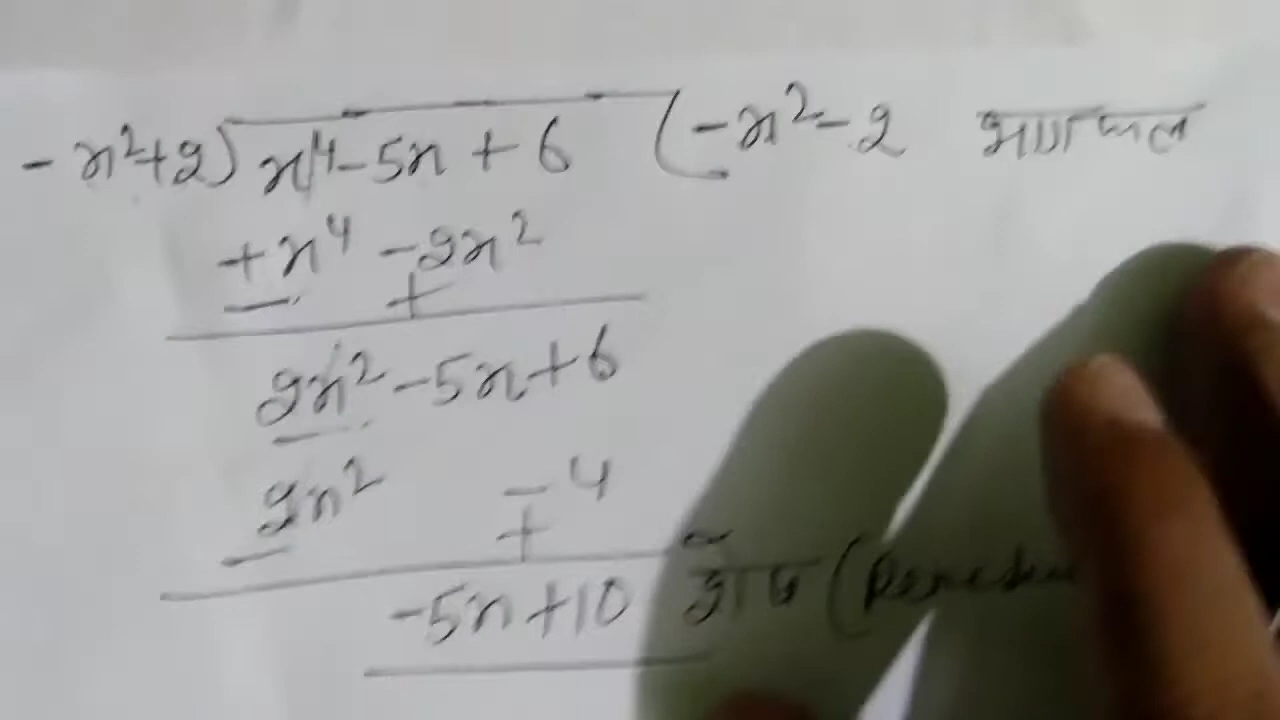 -x²+2)x⁴-5x+6(-x²-2 भागफल
+x⁴-2x²
- +
2x²-5x+6
2x² -4
- +
-5x+10 शेष (